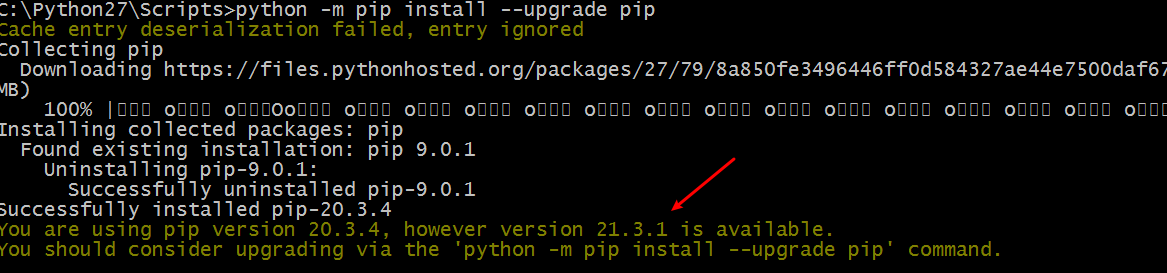 C:\Python27\Scripts>python -m pip install --upgrade pip
Cache entry deserialization failed, entry ignored
Collecting pip
Downloading https://files.pythonhosted.org/packages/27/79/8a850fe3496446ff0d584327ae44e7500daf67
MB)
100% |
Installing collected packages: pip
Found existing installation: pip 9.0.1
Uninstalling pip-9.0.1:
Successfully uninstalled pip-9.0.1
Successfully installed pip-20.3.4
You are using pip version 20.3.4, however version 21.3.1 is available.
You should consider upgrading via the 'python -m pip install --upgrade pip' command.